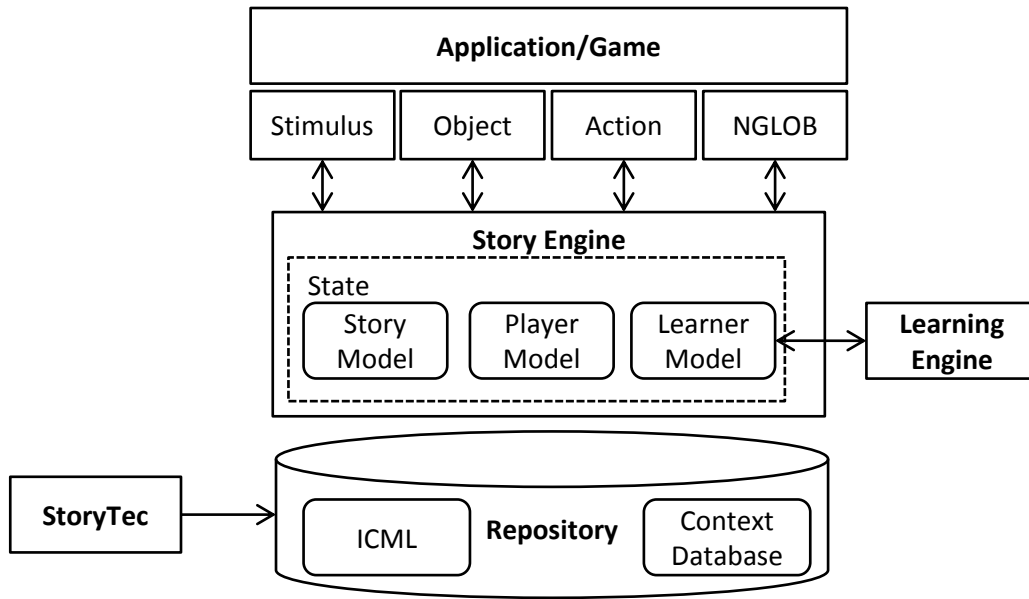 Application/Game
Stimulus
Object
Action
NGLOB
Story Engine
State
Story
Model
Player
Model
Learner
Model
Learning
Engine
StoryTec
ICML
Repository
Context
Database